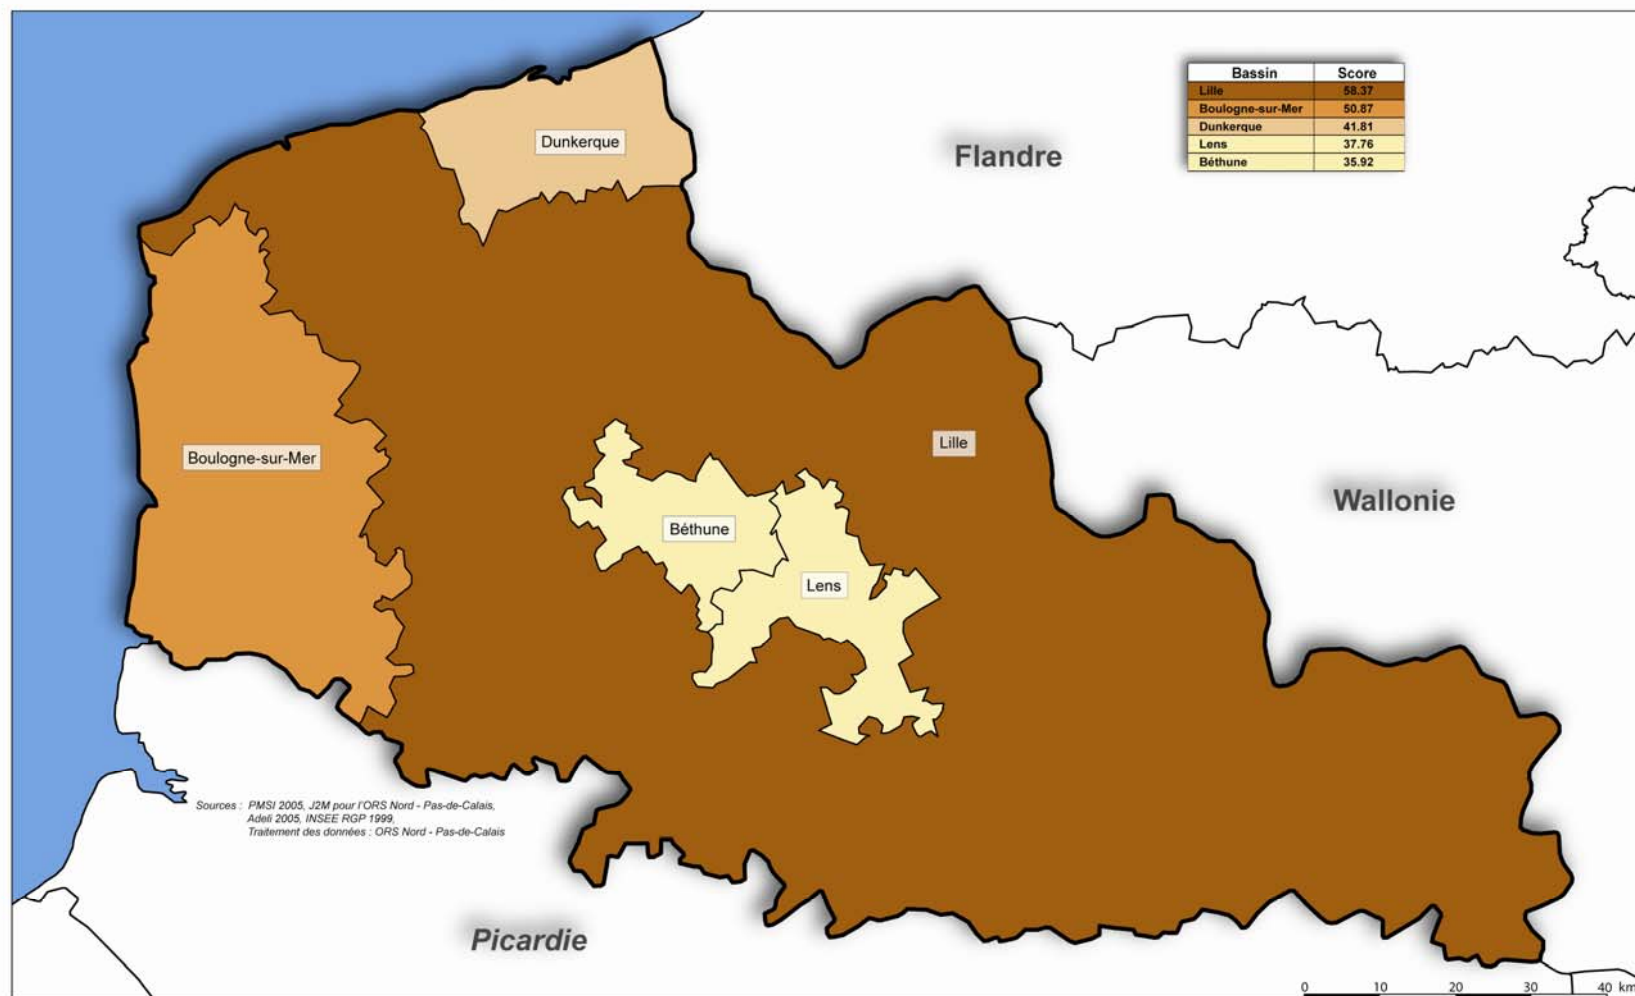 Bassin Score
Lille 58.37
Boulogne-sur-Mer 50.87
Dunkerque 41.81
Lens 37.76
Béthune 35.92
Dunkerque
Flandre
Lille
Boulogne-sur-Mer
Wallonie
Béthune
Lens
Sources : PMSI 2005, J2M pour l'ORS Nord - Pas-de-Calais,
Adeli 2005, INSEE RGP 1999,
Traitement des données : ORS Nord - Pas-de-Calais
Picardie
0 10 20 30 40 km